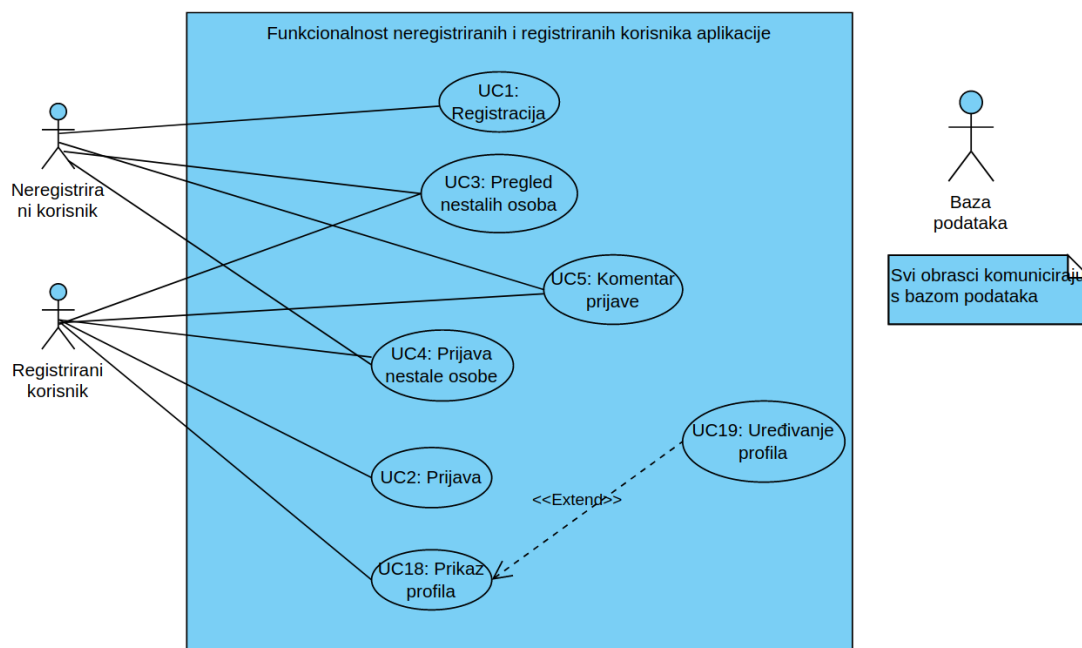 Funkcionalnost neregistriranih i registriranih korisnika aplikacije
UC1:
Registracija
Neregistrira
ni korisnik
UC3: Pregled
nestalih osoba
Baza
podataka
UC5: Komentar
prijave
Svi obrasci komuniciraju
s bazom podataka
Registrirani
korisnik
UC4: Prijava
nestale osobe
UC19: Uređivanje
profila
UC2: Prijava
<<Extend>>
UC18: Prikaz
profila